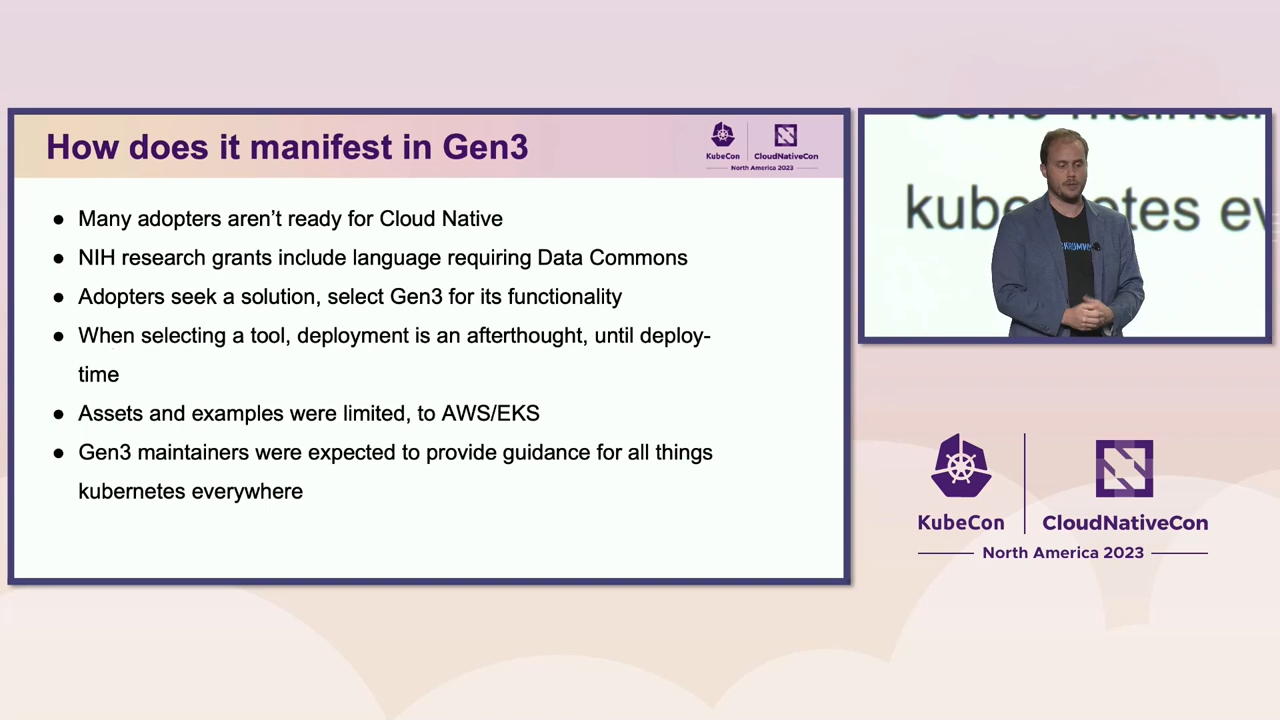 How does it manifest in Gen3
KubeCon
CloudNativeCon
North America 2023
● Many adopters aren’t ready for Cloud Native
● NIH research grants include language requiring Data Commons
● Adopters seek a solution, select Gen3 for its functionality
● When selecting a tool, deployment is an afterthought, until deploy-
time
● Assets and examples were limited, to AWS/EKS
● Gen3 maintainers were expected to provide guidance for all things
kubernetes everywhere
KubeCon
CloudNativeCon
North America 2023